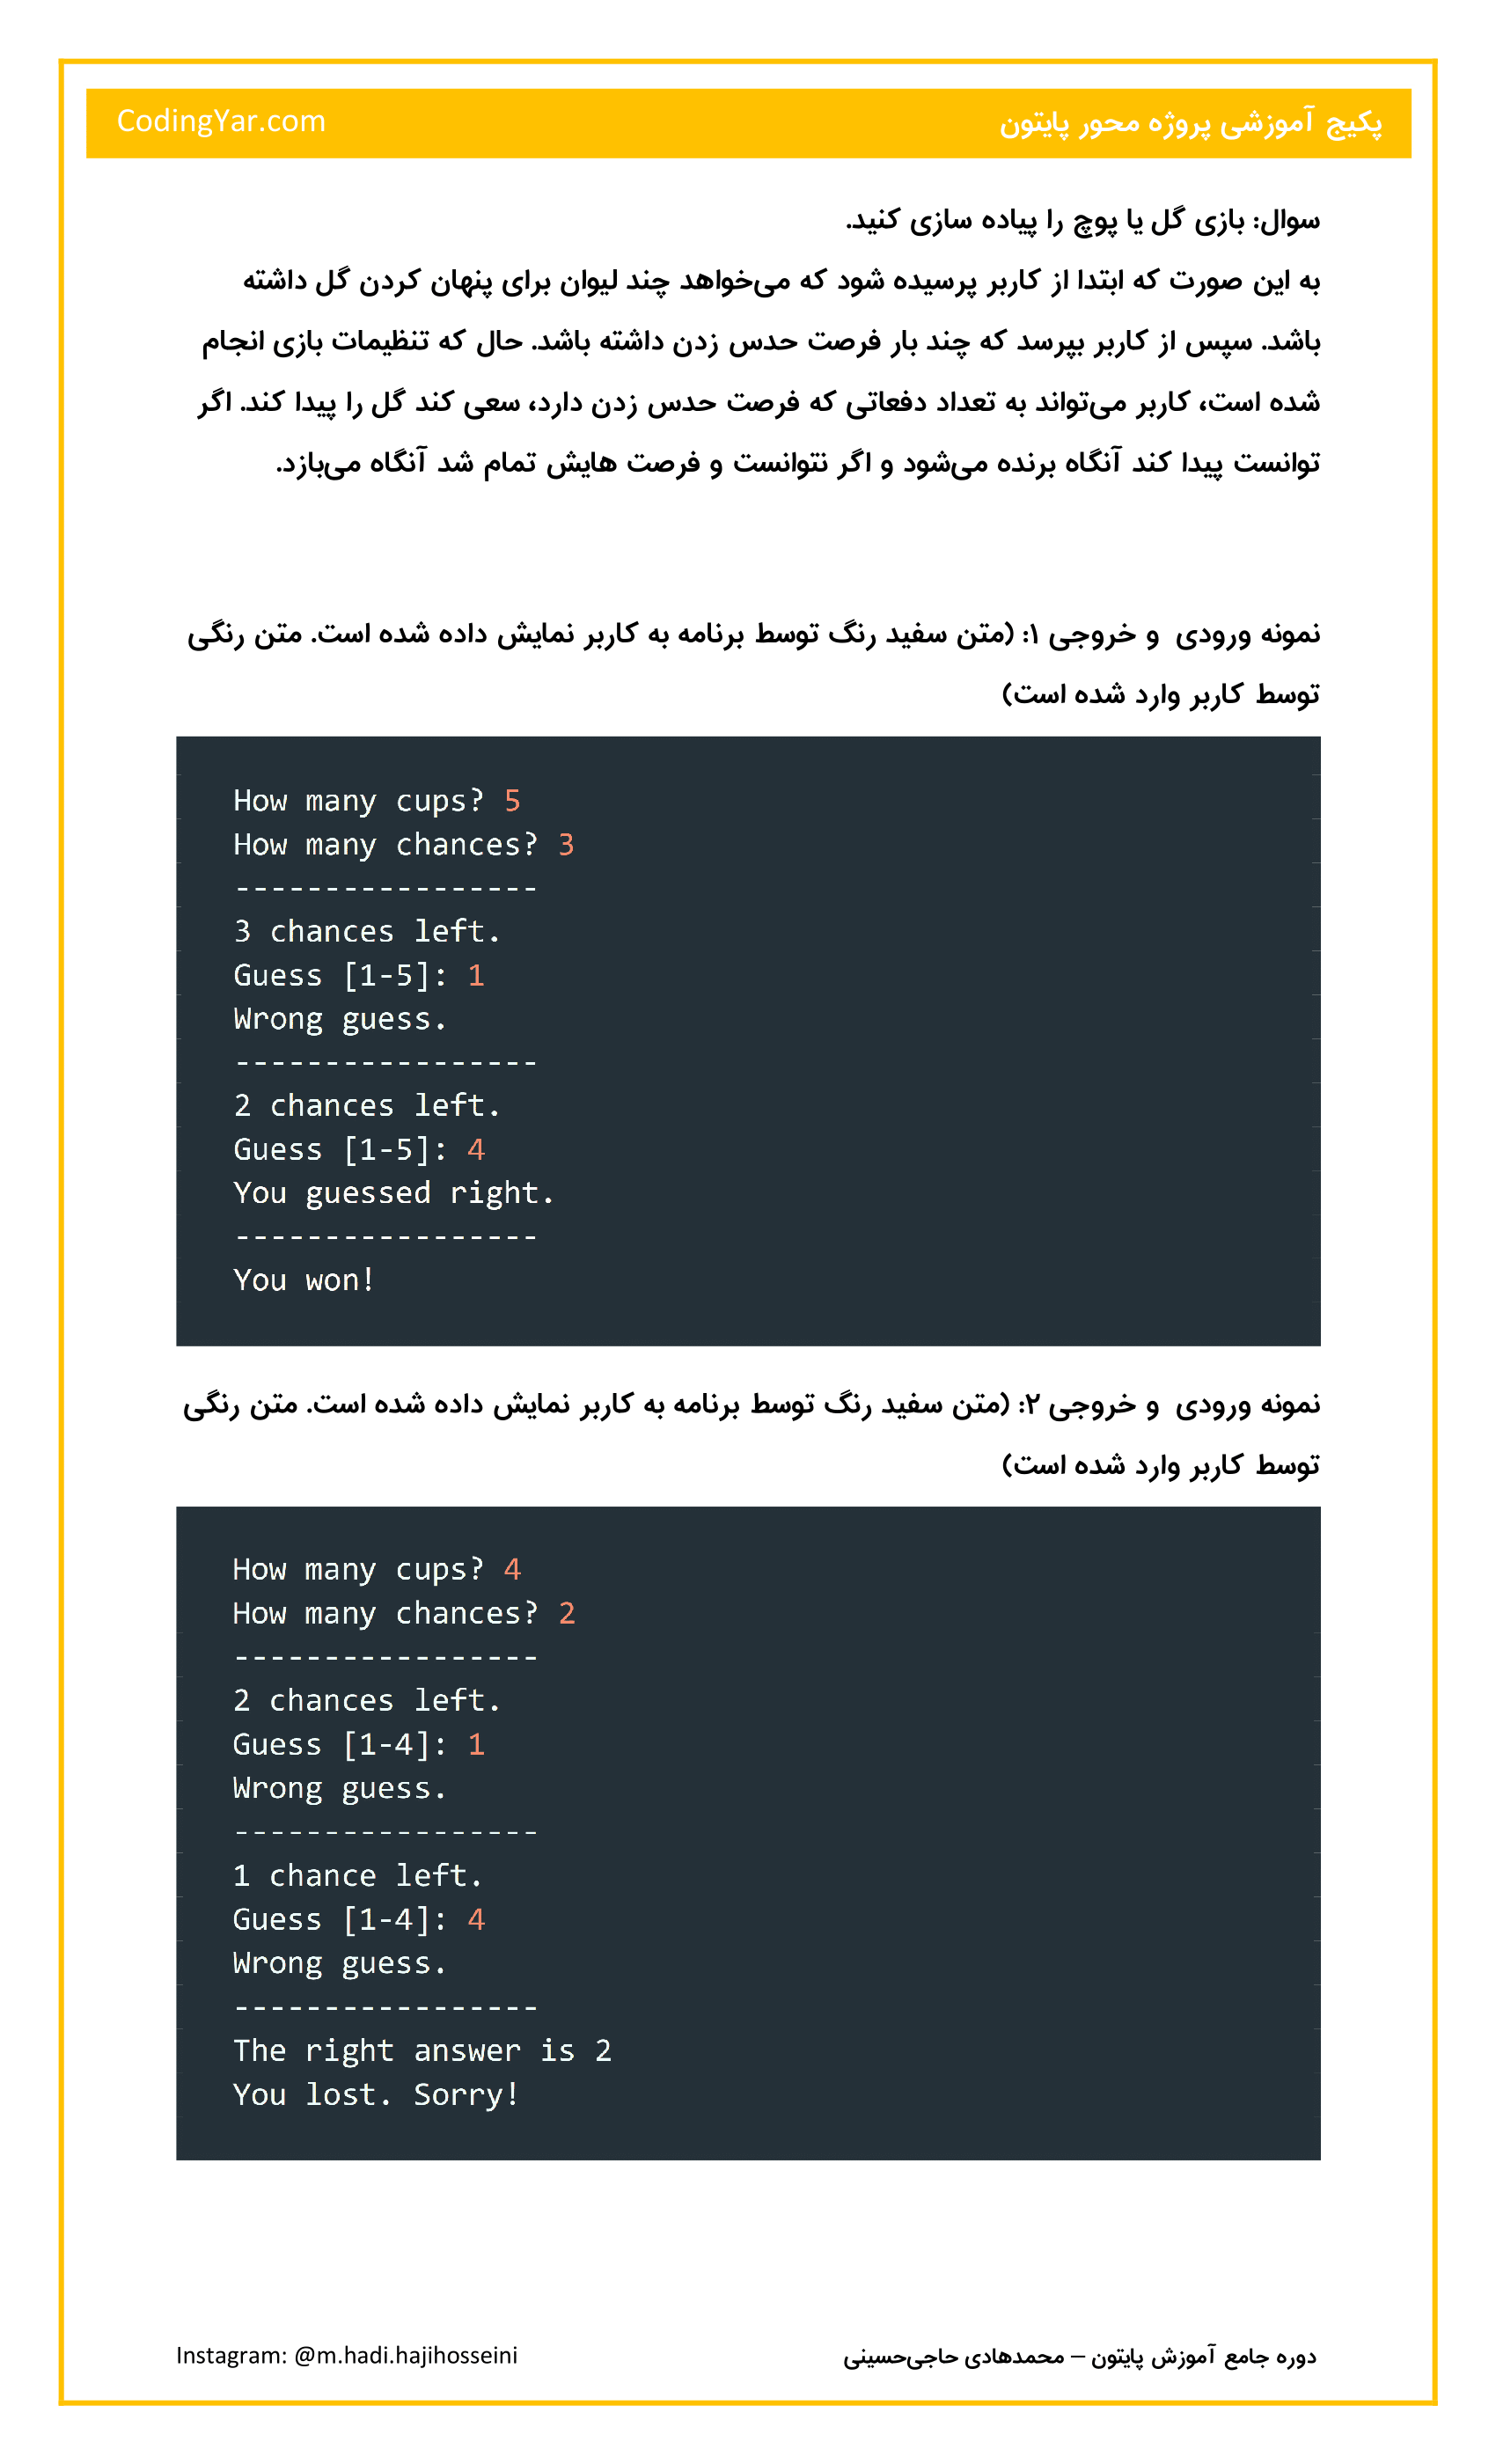 CodingYar.com
پکیج آموزشی پروژه محور پایتون
سوال: بازی گل یا پوچ را پیاده سازی کنید.
به این صورت که ابتدا از کاربر پرسیده شود که می‌خواهد چند لیوان برای پنهان کردن گل داشته
باشد. سپس از کاربر بپرسد که چند بار فرصت حدس زدن داشته باشد. حال که تنظیمات بازی انجام
شده است، کاربر می‌تواند به تعداد دفعاتی که فرصت حدس زدن دارد، سعی کند گل را پیدا کند. اگر
توانست پیدا کند آنگاه برنده می‌شود و اگر نتوانست و فرصت هایش تمام شد آنگاه می‌بازد.
نمونه ورودی و خروجی ۱: (متن سفید رنگ توسط برنامه به کاربر نمایش داده شده است. متن رنگی
توسط کاربر وارد شده است)
How many cups? 5
How many chances? 3
-----------------
3 chances left.
Guess [1-5]: 1
Wrong guess.
-----------------
2 chances left.
Guess [1-5]: 4
You guessed right.
-----------------
You won!
نمونه ورودی و خروجی ۲: (متن سفید رنگ توسط برنامه به کاربر نمایش داده شده است. متن رنگی
توسط کاربر وارد شده است)
How many cups? 4
How many chances? 2
-----------------
2 chances left.
Guess [1-4]: 1
Wrong guess.
-----------------
1 chance left.
Guess [1-4]: 4
Wrong guess.
-----------------
The right answer is 2
You lost. Sorry!
Instagram: @m.hadi.hajihosseini
دوره جامع آموزش پایتون – محمدهادی حاجی‌حسینی